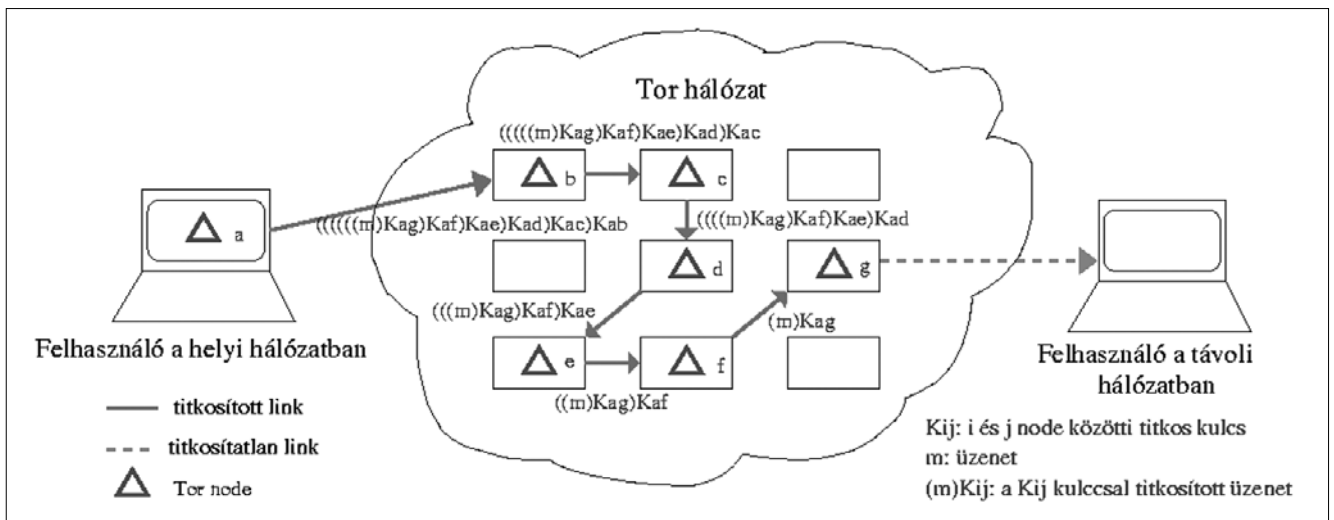 Tor hálózat
(((((m)Kag)Kaf)Kae)Kad)Kac
b
c
a
((((((m)Kag)Kaf)Kae)Kad)Kac)Kab
((((m)Kag)Kaf)Kae)Kad
d
g
(((m)Kag)Kaf)Kae
(m)Kag
e
f
((m)Kag)Kaf
Felhasználó a helyi hálózatban
Felhasználó a távoli
hálózatban
titkosított link
titkosítatlan link
Tor node
Kij: i és j node közötti titkos kulcs
m: üzenet
(m)Kij: a Kij kulccsal titkosított üzenet